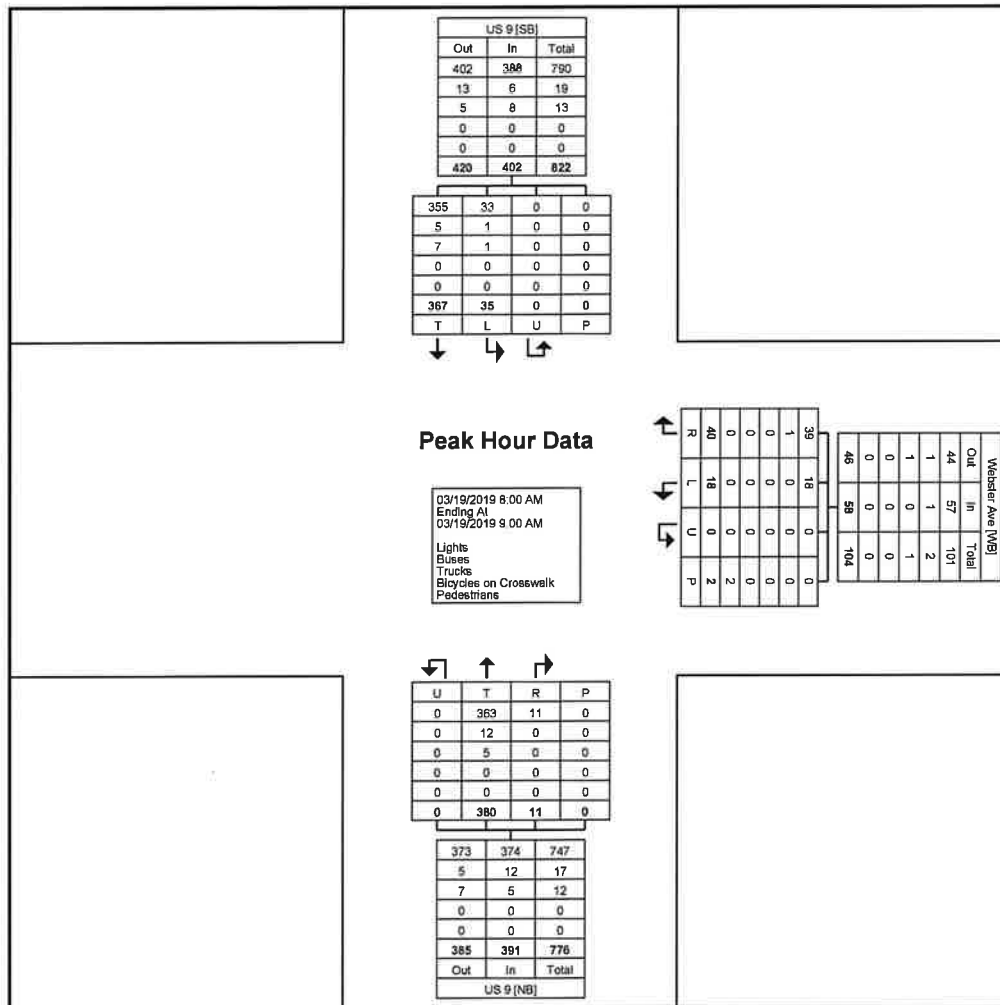 US 9 [SB]
Out In Total
402 388 790
13 6 19
5 8 13
0 0 0
0 0 0
420 402 822
355 33 0 0
5 1 0 0
7 1 0 0
0 0 0 0
0 0 0 0
367 35 0 0
T L U P
Peak Hour Data
03/19/2019 8:00 AM
Ending At
03/19/2019 9:00 AM
Lights
Buses
Trucks
Bicycles on Crosswalk
Pedestrians
Webster Ave [WB]
Out In Total
44 57 101
1 1 2
1 0 1
0 0 0
0 0 0
46 58 104
39 18 0 0
1 0 0 0
0 0 0 0
0 0 0 0
0 0 0 2
40 18 0 2
R L U P
U T R P
0 363 11 0
0 12 0 0
0 5 0 0
0 0 0 0
0 0 0 0
0 380 11 0
373 374 747
5 12 17
7 5 12
0 0 0
0 0 0
385 391 776
Out In Total
US 9 [NB]